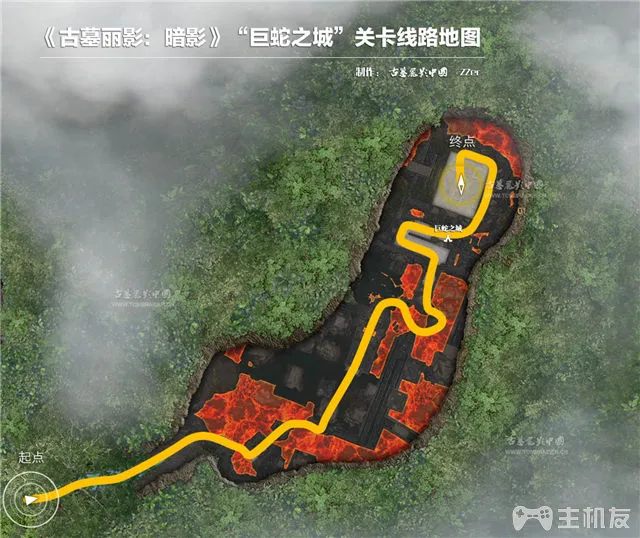 《古墓丽影：暗影》“巨蛇之城”关卡线路地图
制作：古墓丽影中国
终点
古墓丽影中国
巨蛇之城
古墓丽影中国
古墓丽影中国
起点
主机友